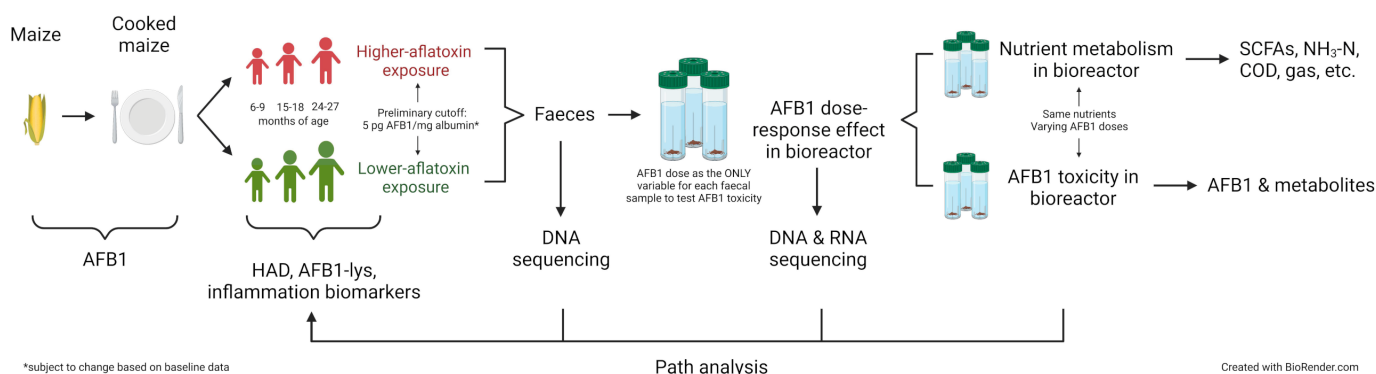 Maize
Cooked
maize
6-9 15-18 24-27
months of age
Higher-aflatoxin
exposure
Preliminary cutoff:
5 pg AFB1/mg albumin*
Lower-aflatoxin
exposure
AFB1
HAD, AFB1-lys,
inflammation biomarkers
Faeces
DNA
sequencing
AFB1 dose as the ONLY
variable for each faecal
sample to test AFB1 toxicity
AFB1 dose-
response effect
in bioreactor
DNA & RNA
sequencing
Nutrient metabolism
in bioreactor
Same nutrients
Varying AFB1 doses
AFB1 toxicity in
bioreactor
SCFAs, NH₃-N,
COD, gas, etc.
AFB1 & metabolites
Path analysis
*subject to change based on baseline data
Created with BioRender.com